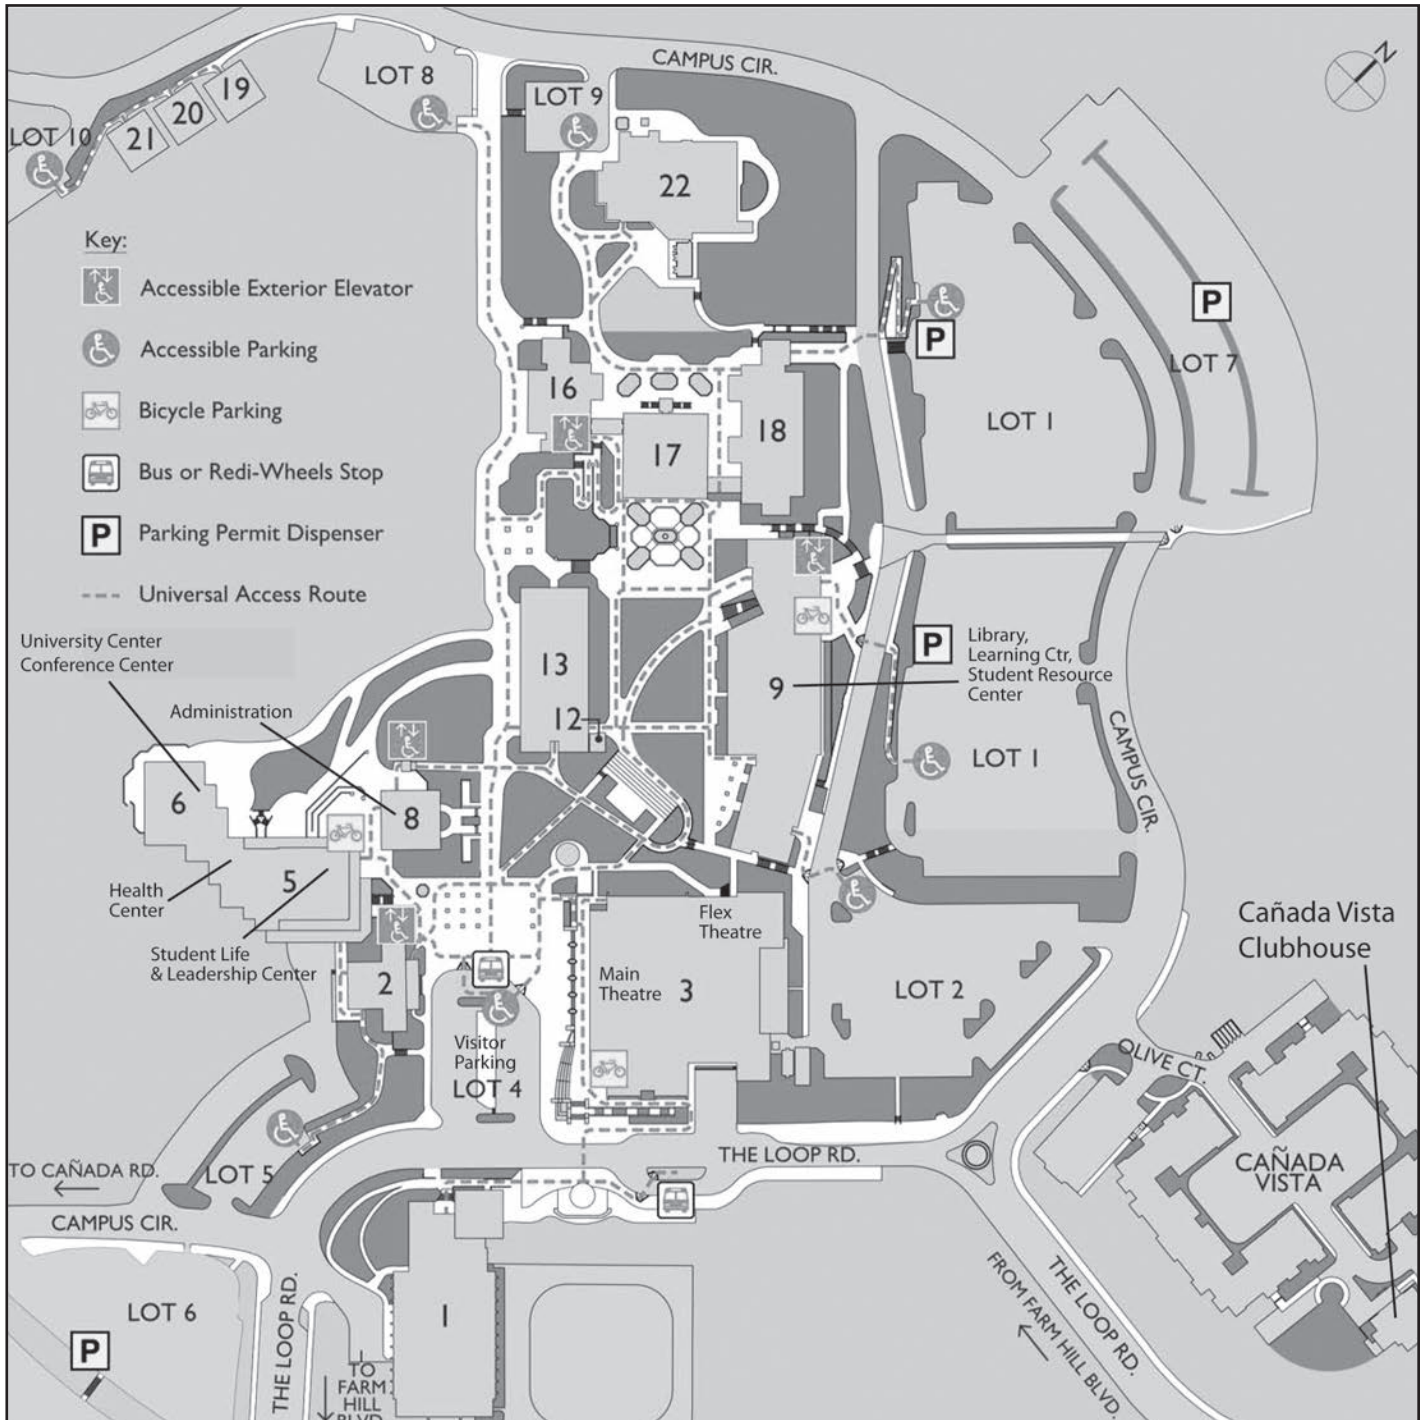 CAMPUS CIR.
N
LOT 8
LOT 9
19
20
21
LOT 10
22
Key:
Accessible Exterior Elevator
Accessible Parking
Bicycle Parking
Bus or Redi-Wheels Stop
P Parking Permit Dispenser
Universal Access Route
P
P
LOT 7
LOT 1
16
17
18
University Center
Conference Center
Administration
13
12
9
P
Library,
Learning Ctr,
Student Resource
Center
LOT 1
CAMPUS CIR.
6
8
5
Health
Center
Student Life
& Leadership Center
2
Flex
Theatre
Main
Theatre
3
LOT 2
Cañada Vista
Clubhouse
Visitor
Parking
LOT 4
OLIVE CT.
THE LOOP RD.
CAÑADA
VISTA
TO CAÑADA RD.
LOT 5
CAMPUS CIR.
LOT 6
P
THE LOOP RD.
TO
FARM
HILL
BLVD.
1
FROM FARM HILL BLVD.
THE LOOP RD.